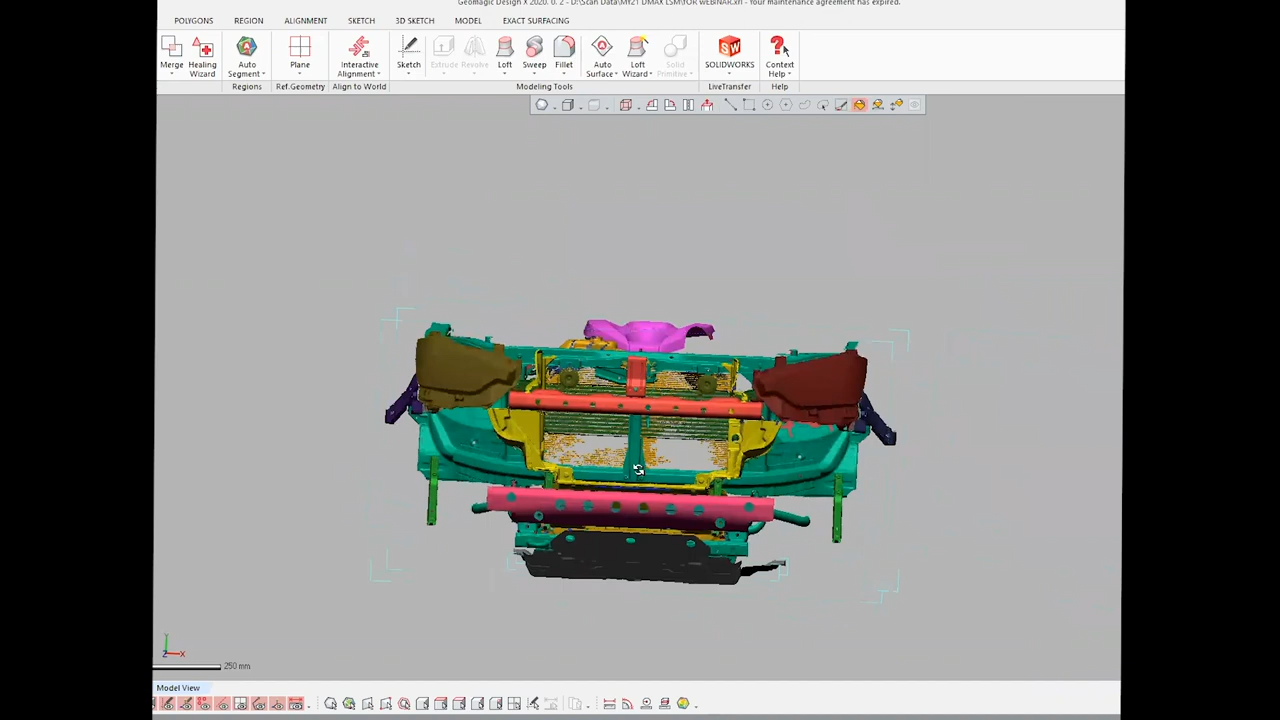 Geomagic Design X 2020. 0. 2 - D:\Scan Data\MY21 DMAX LSM\FOR WEBINAR.xrl - Your maintenance agreement has expired.
POLYGONS REGION ALIGNMENT SKETCH 3D SKETCH MODEL EXACT SURFACING
Merge Healing Wizard Auto Segment Plane Interactive Alignment Sketch Extrude Revolve Loft Sweep Fillet Auto Surface Loft Wizard Solid Primitive SOLIDWORKS Context Help
Regions Ref.Geometry Align to World Modeling Tools LiveTransfer Help
Y
Z X
250 mm
Model View